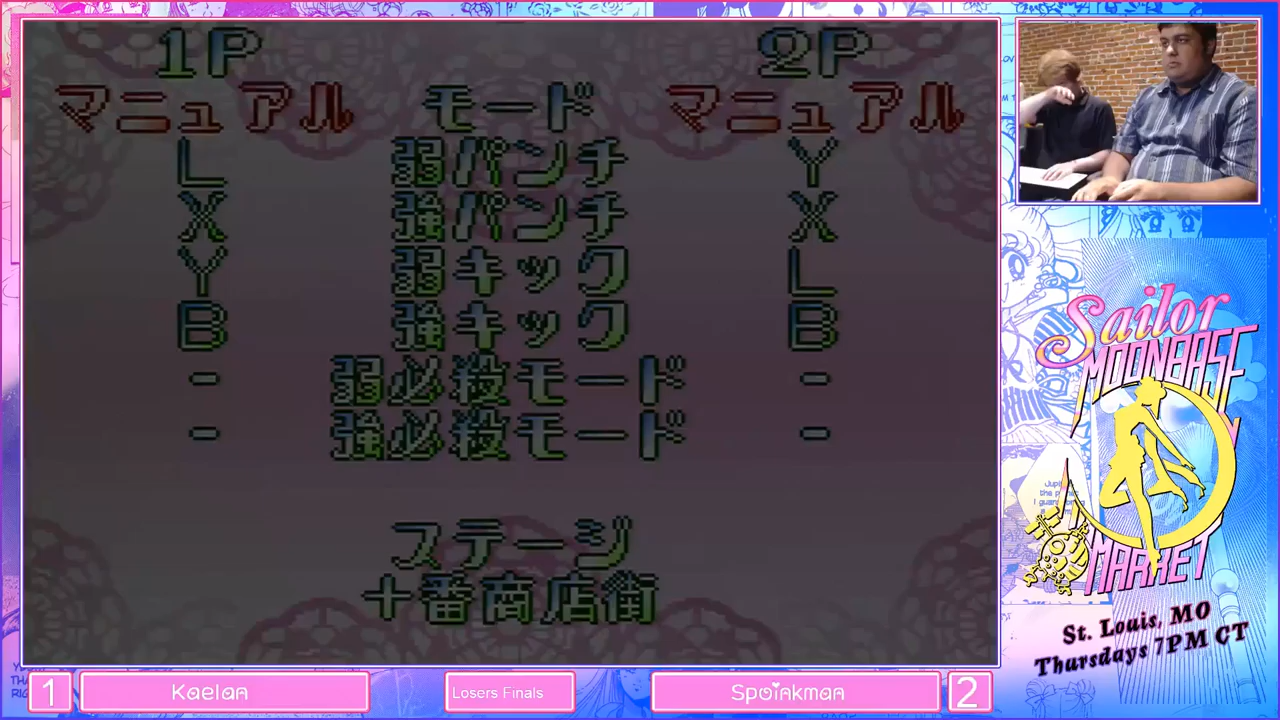 1P 2P
マニュアル モード マニュアル
L 弱パンチ Y
X 強パンチ X
Y 弱キック L
B 強キック B
- 弱必殺モード -
- 強必殺モード -
ステージ
十番商店街
Sailor
MOONBASE
MARKET
St. Louis, MO
Thursdays 7PM CT
1 Kaelan Losers Finals Spoinkman 2